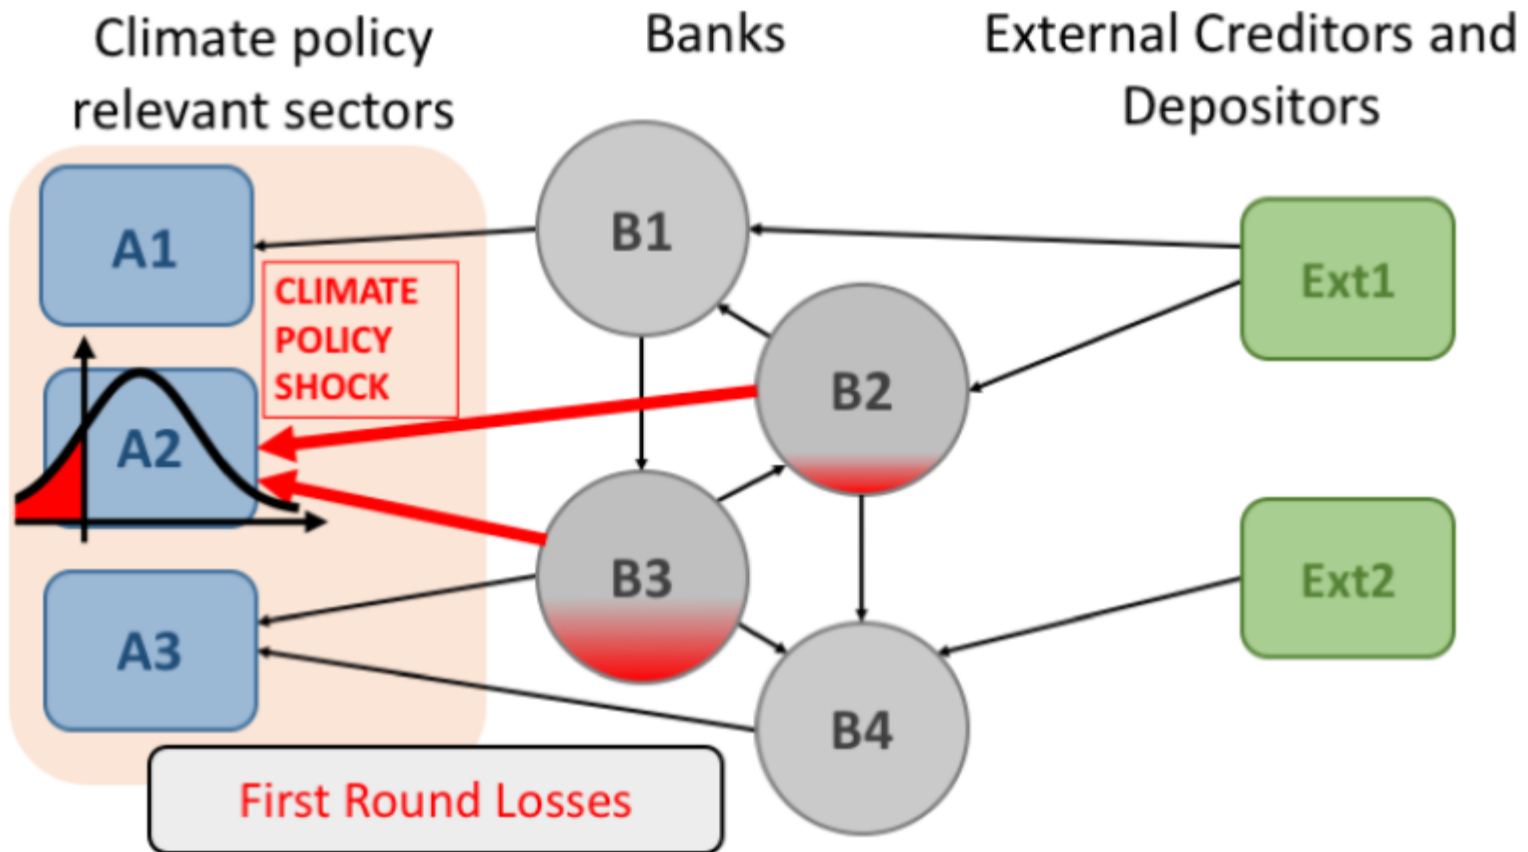 Climate policy
relevant sectors
Banks
External Creditors and
Depositors
A1
CLIMATE
POLICY
SHOCK
A2
A3
B1
B2
B3
B4
Ext1
Ext2
First Round Losses